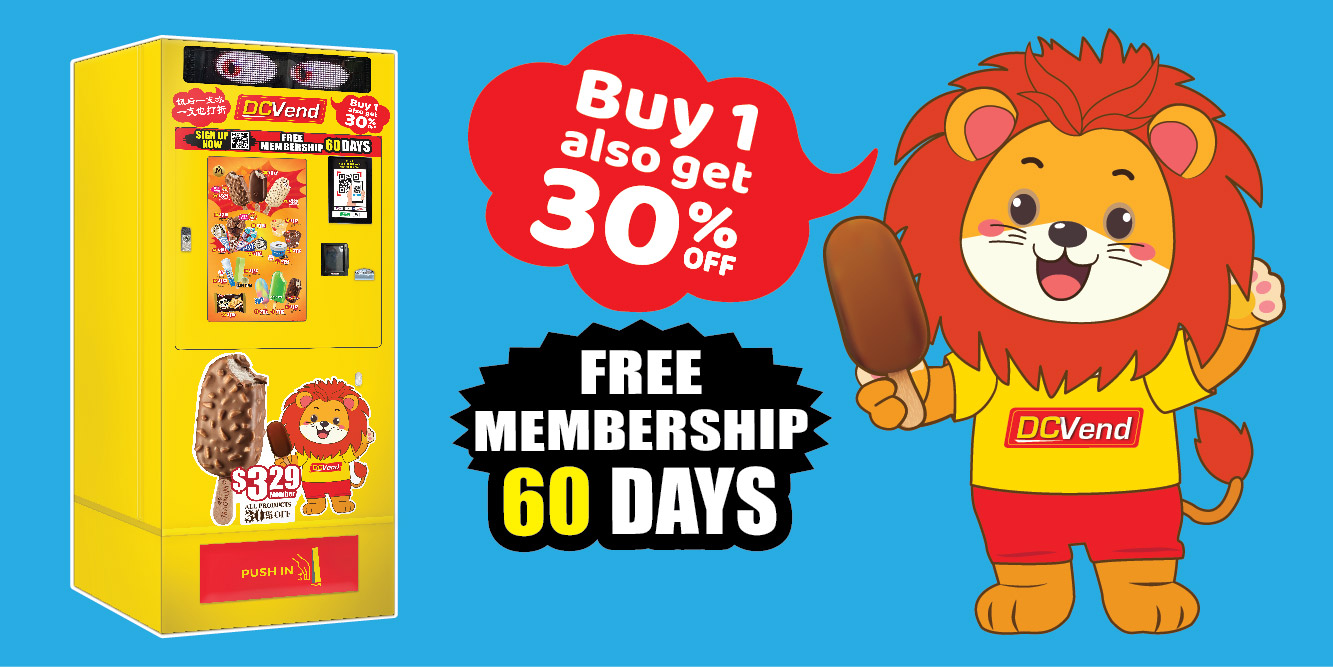 DCVend
Buy 1
also get
30%
SIGN UP
NOW
FREE
MEMBERSHIP 60 DAYS
$3.29
Member
ALL PRODUCTS
30% OFF
DCVend
PUSH IN
Buy 1
also get
30%
OFF
FREE
MEMBERSHIP
60 DAYS
DCVend